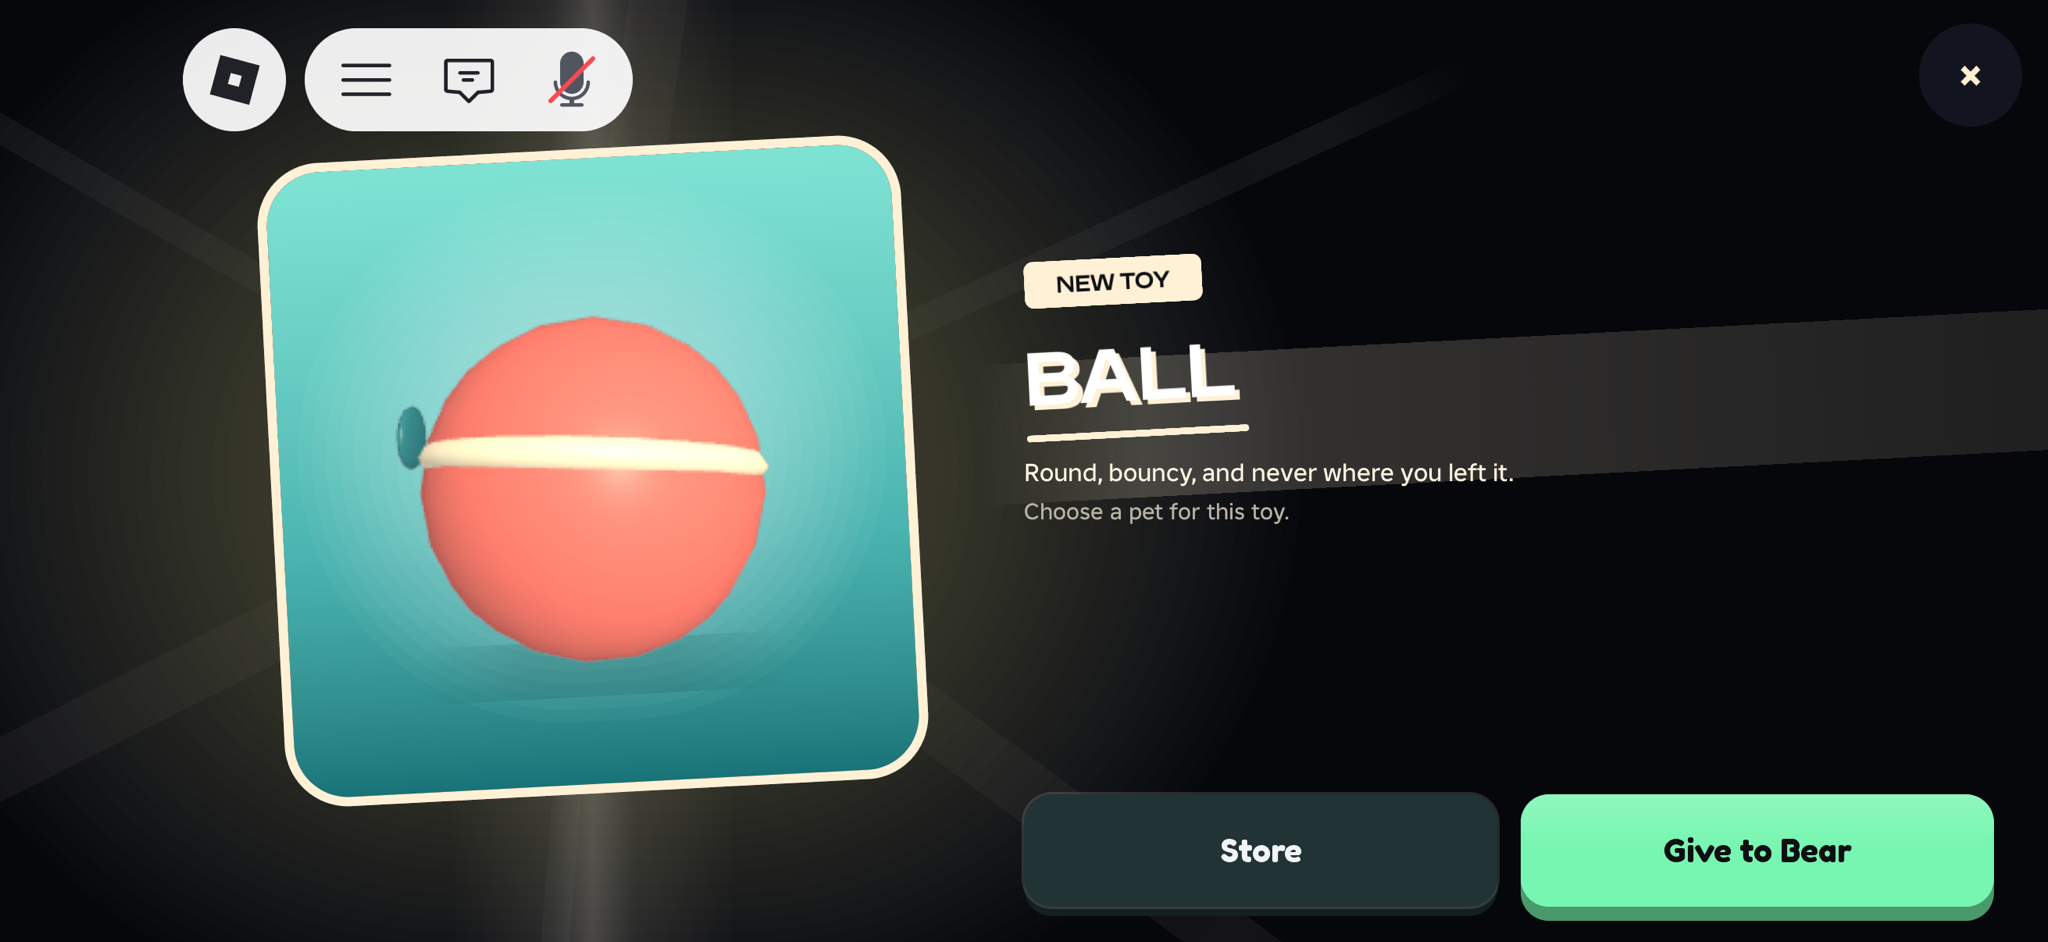 NEW TOY
BALL
Round, bouncy, and never where you left it.
Choose a pet for this toy.
Store
Give to Bear